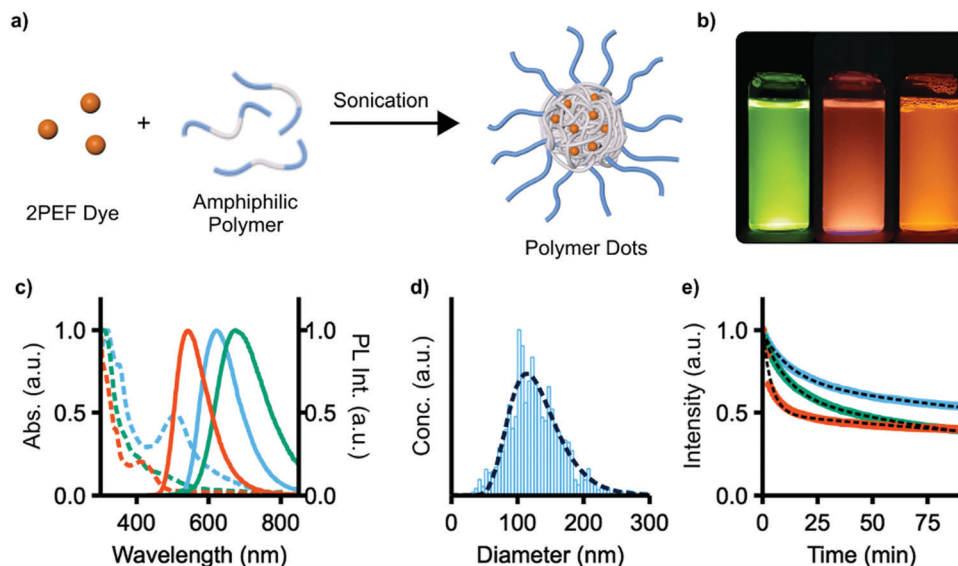 a)
b)
Sonication
+
2PEF Dye
Amphiphilic
Polymer
Polymer Dots
c)
1.0
0.5
0.0
Abs. (a.u.)
1.0
0.5
0.0
PL Int. (a.u.)
400 600 800
Wavelength (nm)
d)
Conc. (a.u.)
0 100 200 300
Diameter (nm)
e)
1.0
0.5
0.0
Intensity (a.u.)
0 25 50 75
Time (min)